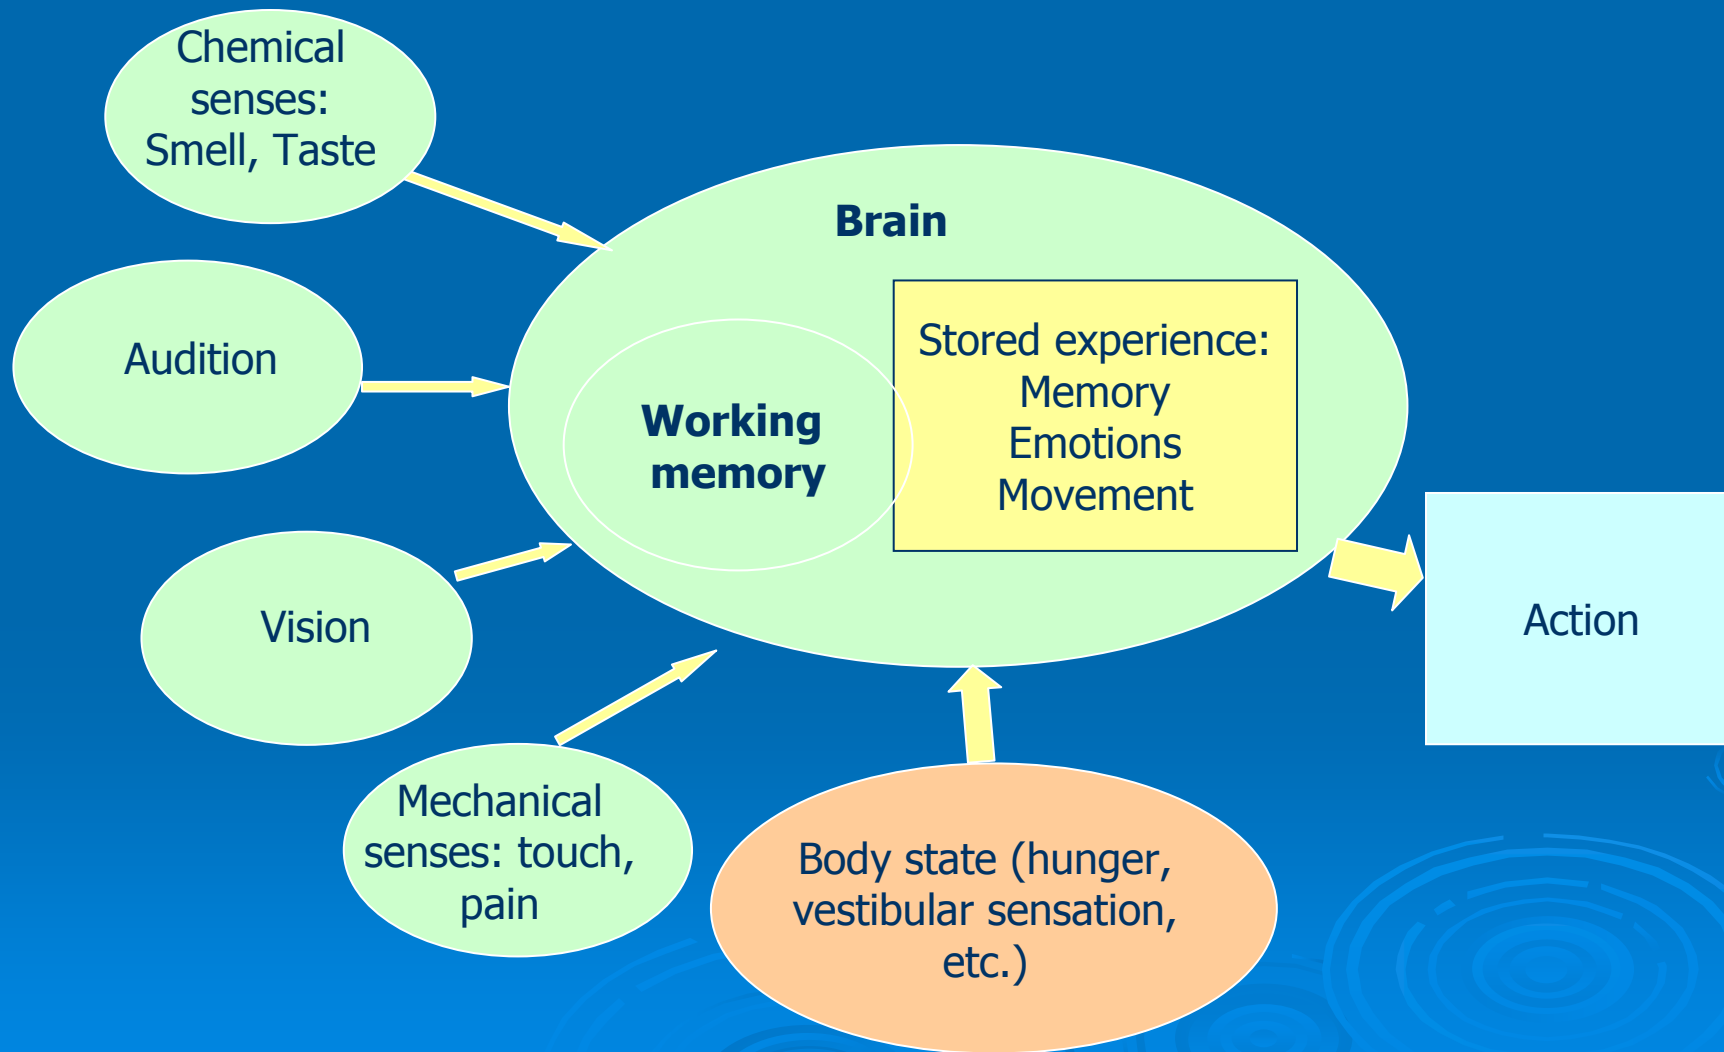 Chemical
senses:
Smell, Taste
Brain
Audition
Stored experience:
Memory
Emotions
Movement
Working
memory
Vision
Action
Mechanical
senses: touch,
pain
Body state (hunger,
vestibular sensation,
etc.)